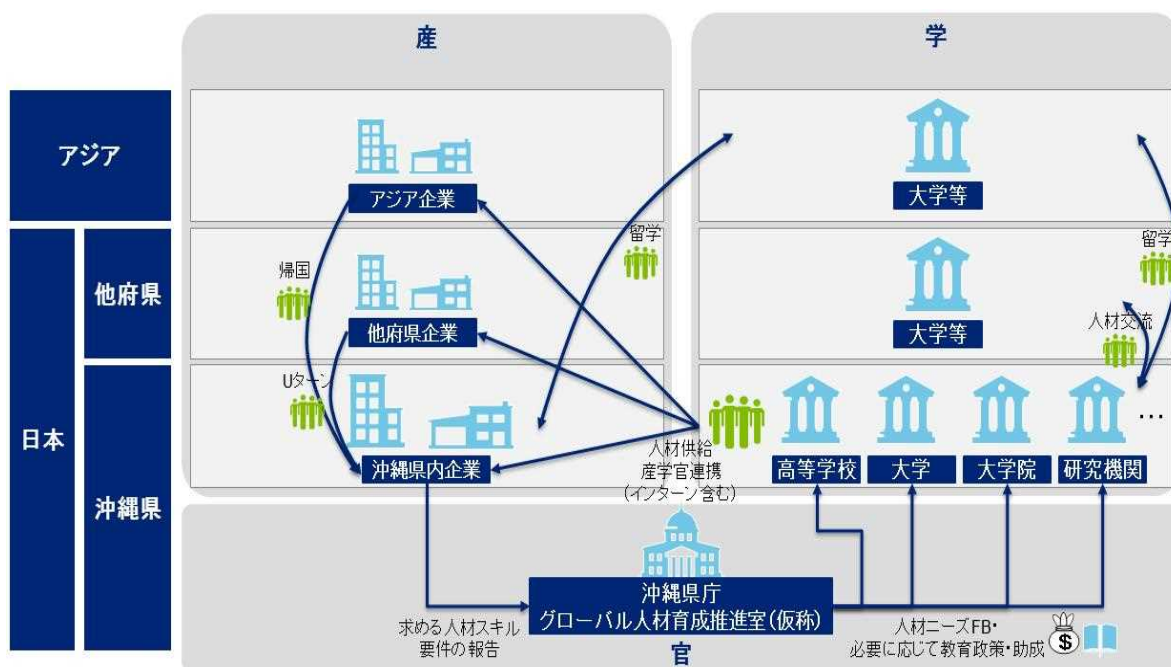 産
学
アジア
アジア企業
大学等
日本
他府県
帰国
留学
留学
他府県企業
大学等
人材交流
沖縄県
Uターン
沖縄県内企業
人材供給
産学官連携
(インターン含む)
高等学校
大学
大学院
研究機関
…
沖縄県庁
グローバル人材育成推進室(仮称)
求める人材スキル
要件の報告
官
人材ニーズFB・
必要に応じて教育政策・助成
$